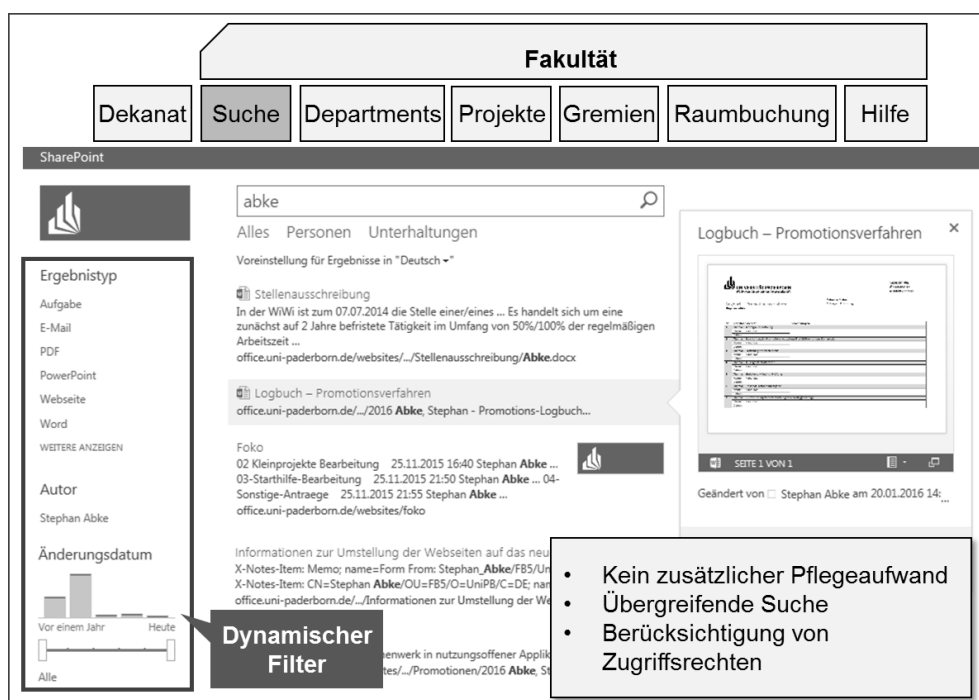 Fakultät
Dekanat
Suche
Departments
Projekte
Gremien
Raumbuchung
Hilfe
SharePoint
abke
Alles Personen Unterhaltungen
Voreinstellung für Ergebnisse in "Deutsch"
Ergebnistyp
Aufgabe
E-Mail
PDF
PowerPoint
Webseite
Word
WEITERE ANZEIGEN
Autor
Stephan Abke
Änderungsdatum
Vor einem Jahr Heute
Alle
Dynamischer
Filter
Stellenausschreibung
In der WiWi ist zum 07.07.2014 die Stelle einer/eines ... Es handelt sich um eine
zunächst auf 2 Jahre befristete Tätigkeit im Umfang von 50%/100% der regelmäßigen
Arbeitszeit ...
office.uni-paderborn.de/websites/.../Stellenausschreibung/Abke.docx
Logbuch – Promotionsverfahren
office.uni-paderborn.de/.../2016 Abke, Stephan - Promotions-Logbuch...
Foko
02 Kleinprojekte Bearbeitung 25.11.2015 16:40 Stephan Abke ...
03-Starthilfe-Bearbeitung 25.11.2015 21:50 Stephan Abke ... 04-
Sonstige-Antraege 25.11.2015 21:55 Stephan Abke ...
office.uni-paderborn.de/websites/foko
Informationen zur Umstellung der Webseiten auf das neu
X-Notes-Item: Memo; name=Form From: Stephan_Abke/FB5/Un
X-Notes-Item: CN=Stephan Abke/OU=FB5/O=UniPB/C=DE; nam
office.uni-paderborn.de/.../Informationen zur Umstellung der We
enwerk in nutzungsoffener Applik
tes/.../Promotionen/2016 Abke, St
Logbuch – Promotionsverfahren
SEITE 1 VON 1
Geändert von Stephan Abke am 20.01.2016 14:...
• Kein zusätzlicher Pflegeaufwand
• Übergreifende Suche
• Berücksichtigung von
Zugriffsrechten